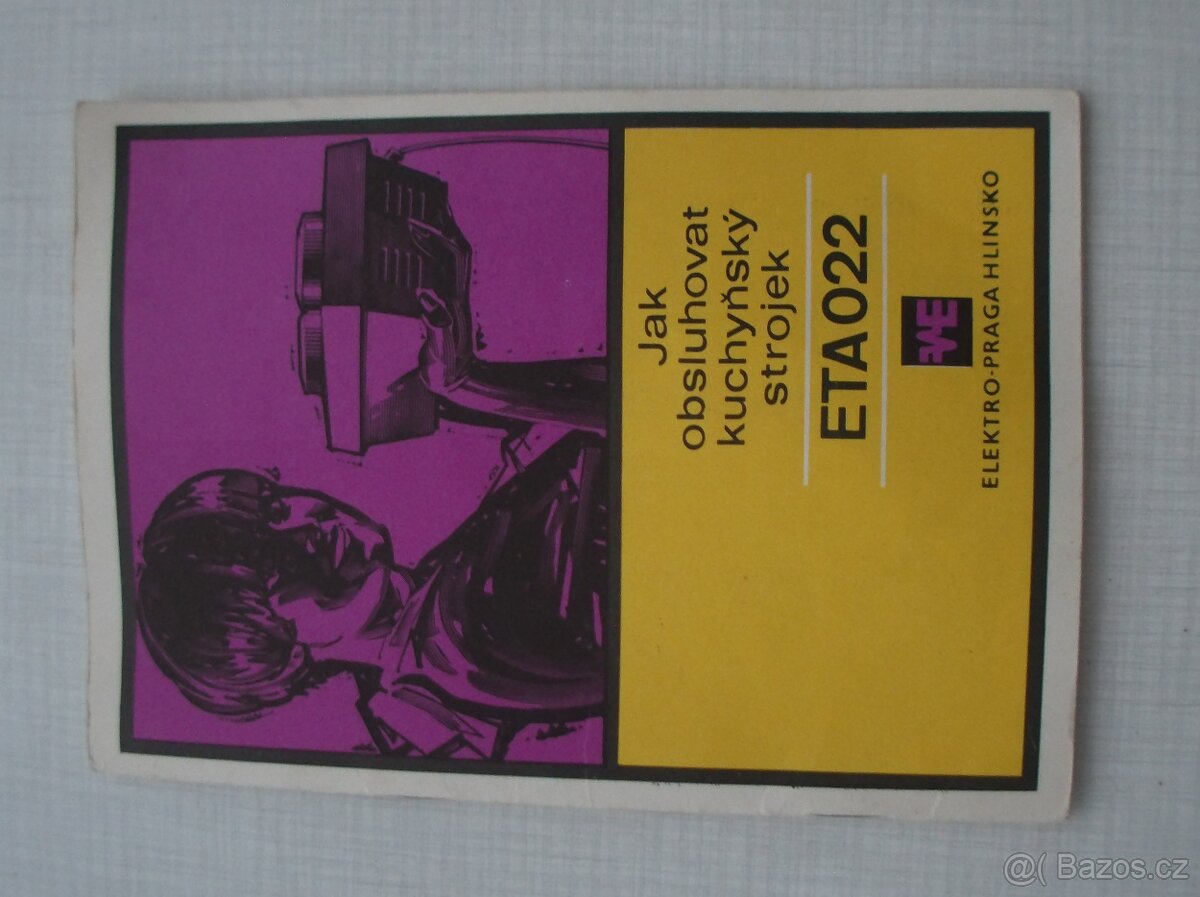 Jak
obsluhovat
kuchyňský
strojek
ETA 022
ELEKTRO-PRAGA HLINSKO
@( Bazos.cz